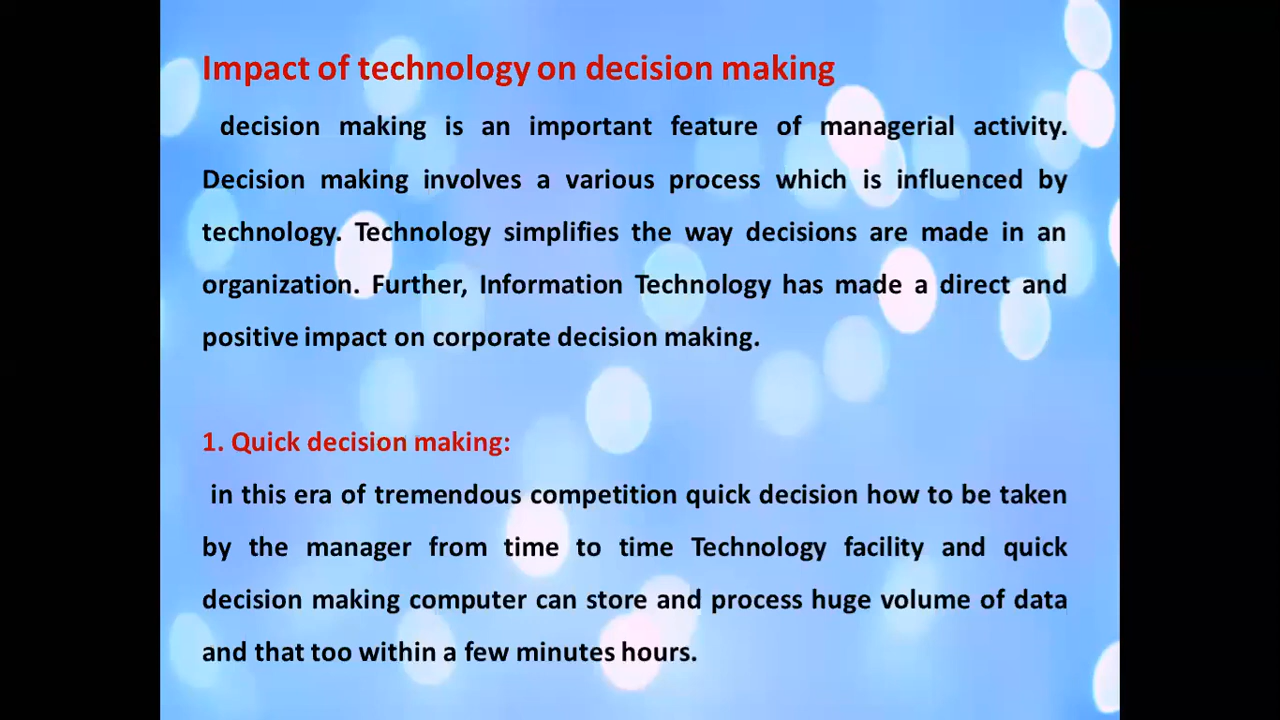 Impact of technology on decision making
decision making is an important feature of managerial activity.
Decision making involves a various process which is influenced by
technology. Technology simplifies the way decisions are made in an
organization. Further, Information Technology has made a direct and
positive impact on corporate decision making.
1. Quick decision making:
in this era of tremendous competition quick decision how to be taken
by the manager from time to time Technology facility and quick
decision making computer can store and process huge volume of data
and that too within a few minutes hours.